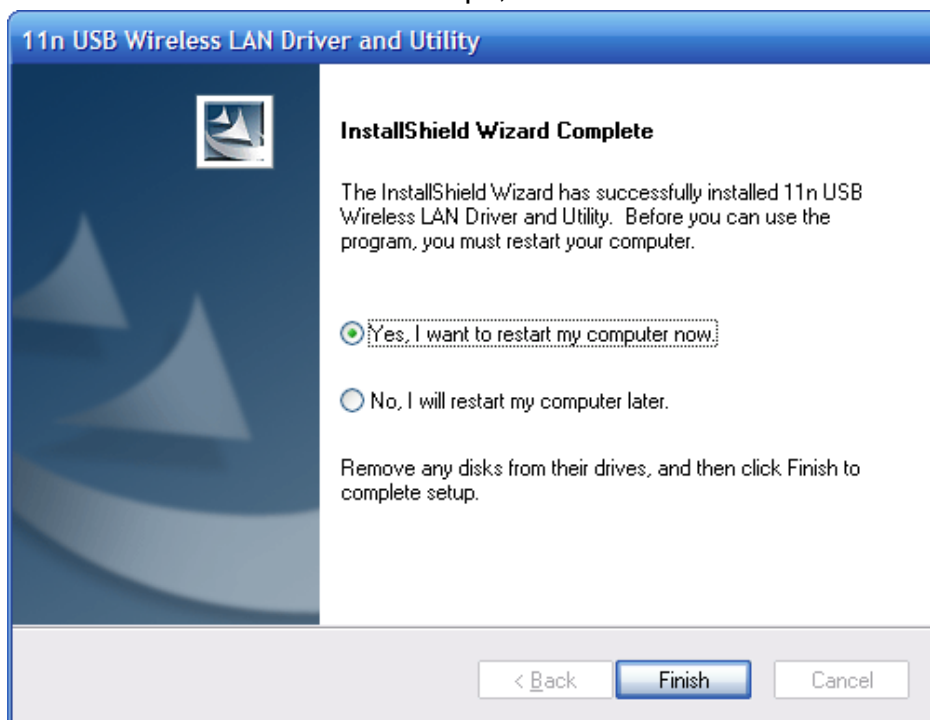 11n USB Wireless LAN Driver and Utility
InstallShield Wizard Complete
The InstallShield Wizard has successfully installed 11n USB
Wireless LAN Driver and Utility. Before you can use the
program, you must restart your computer.
Yes, I want to restart my computer now.
No, I will restart my computer later.
Remove any disks from their drives, and then click Finish to
complete setup.
< Back
Finish
Cancel